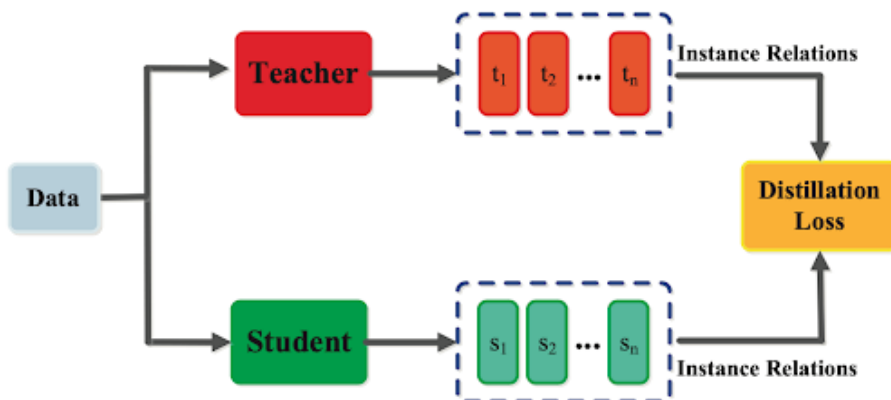 Teacher
t1 t2 ... tn
Instance Relations
Data
Distillation
Loss
Student
s1 s2 ... sn
Instance Relations